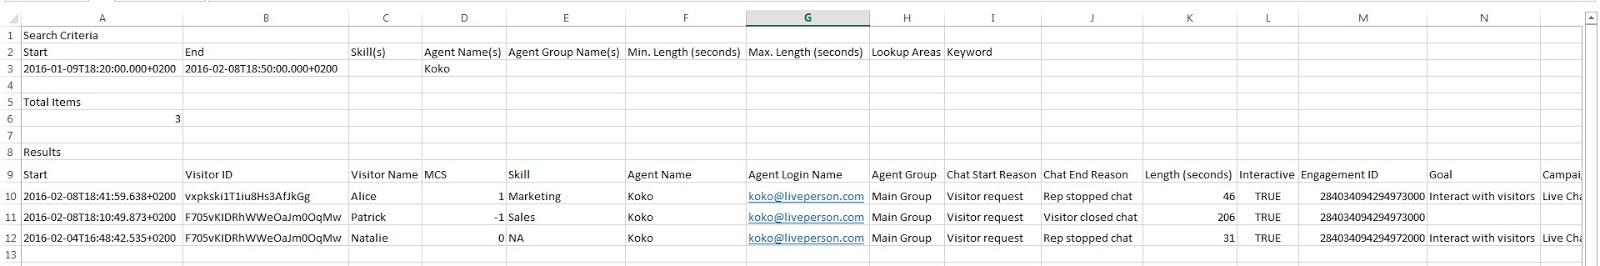 A B C D E F G H I J K L M N
1 Search Criteria
2 Start End Skill(s) Agent Name(s) Agent Group Name(s) Min. Length (seconds) Max. Length (seconds) Lookup Areas Keyword
3 2016-01-09T18:20:00.000+0200 2016-02-08T18:50:00.000+0200 Koko
4
5 Total Items
6 3
7
8 Results
9 Start Visitor ID Visitor Name MCS Skill Agent Name Agent Login Name Agent Group Chat Start Reason Chat End Reason Length (seconds) Interactive Engagement ID Goal Campai
10 2016-02-08T18:41:59.638+0200 vxpkski1T1iu8Hs3AfJkGg Alice 1 Marketing Koko koko@liveperson.com Main Group Visitor request Rep stopped chat 46 TRUE 284034094294973000 Interact with visitors Live Cha
11 2016-02-08T18:10:49.873+0200 F705vKIDRhWWeOaJm0OqMw Patrick -1 Sales Koko koko@liveperson.com Main Group Visitor request Visitor closed chat 206 TRUE 284034094294973000
12 2016-02-04T16:48:42.535+0200 F705vKIDRhWWeOaJm0OqMw Natalie 0 NA Koko koko@liveperson.com Main Group Visitor request Rep stopped chat 31 TRUE 284034094294972000 Interact with visitors Live Cha
13